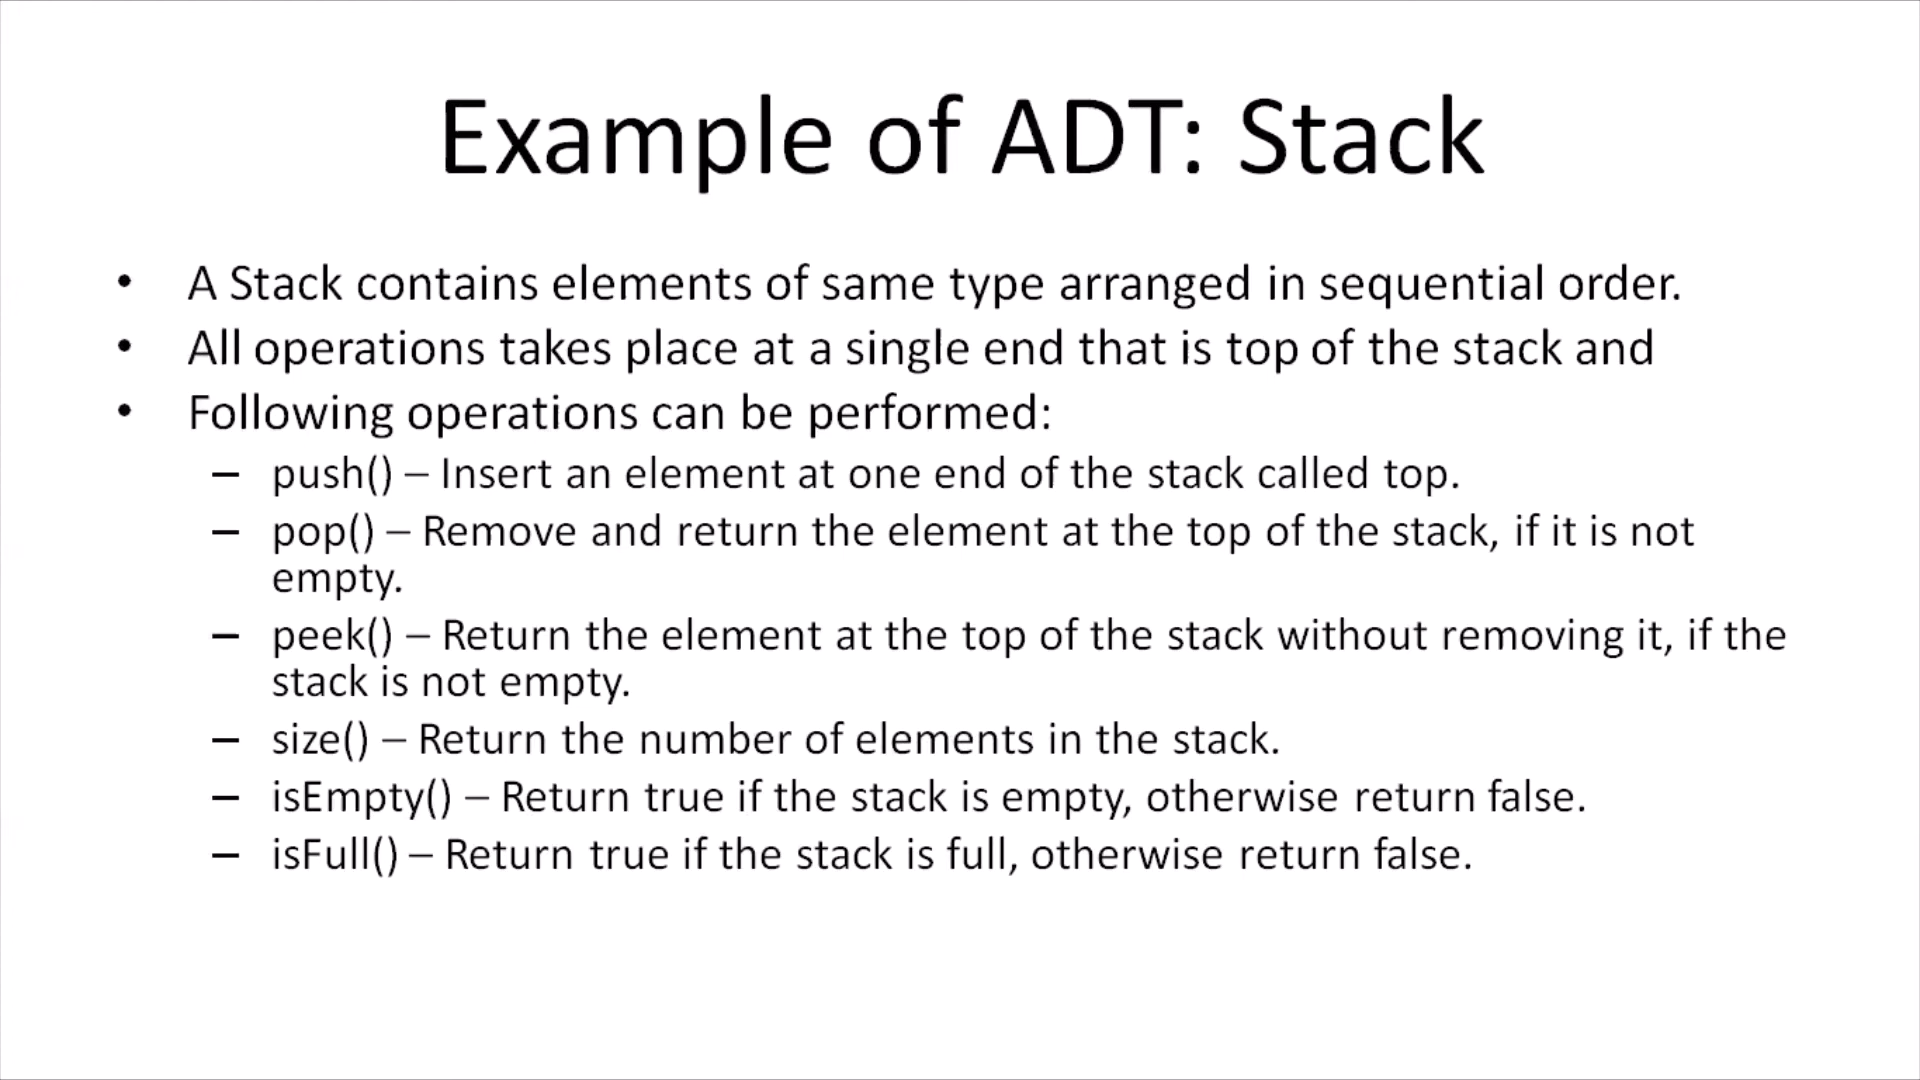 Example of ADT: Stack
• A Stack contains elements of same type arranged in sequential order.
• All operations takes place at a single end that is top of the stack and
• Following operations can be performed:
– push() – Insert an element at one end of the stack called top.
– pop() – Remove and return the element at the top of the stack, if it is not
empty.
– peek() – Return the element at the top of the stack without removing it, if the
stack is not empty.
– size() – Return the number of elements in the stack.
– isEmpty() – Return true if the stack is empty, otherwise return false.
– isFull() – Return true if the stack is full, otherwise return false.